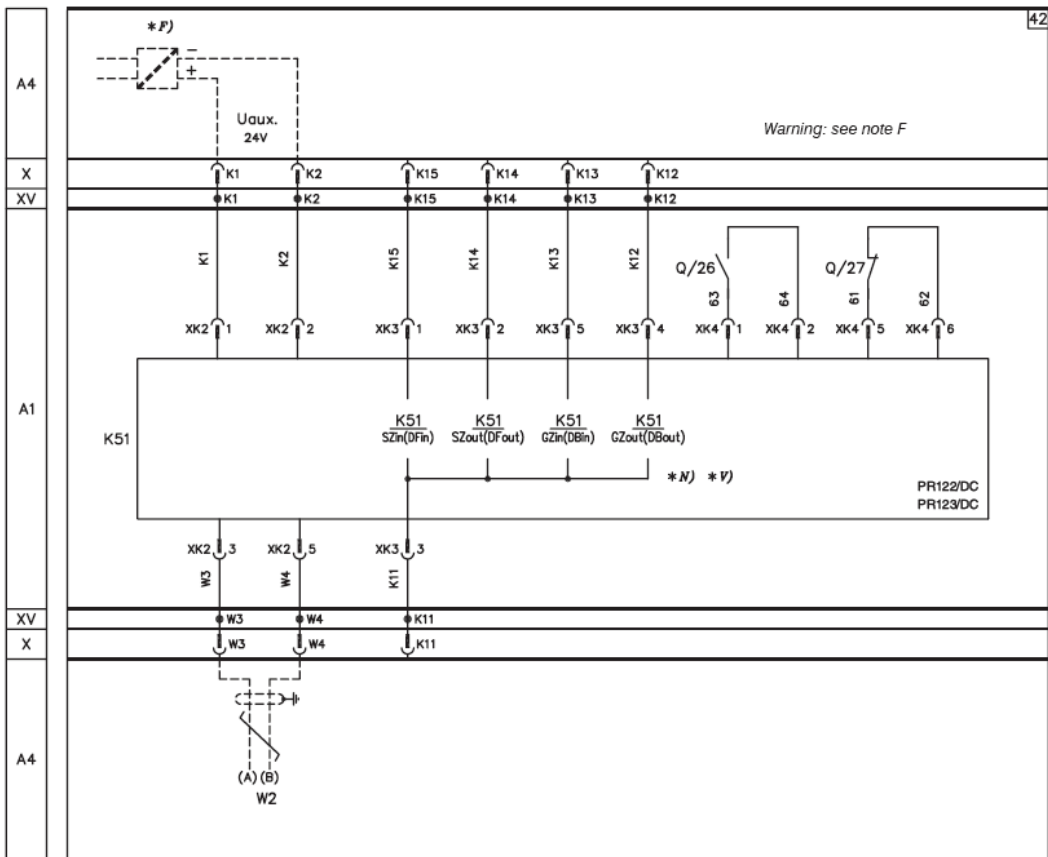 42
*F)
−
+
A4
Uaux.
24V
Warning: see note F
X K1 K2 K15 K14 K13 K12
XV K1 K2 K15 K14 K13 K12
K1 K2 K15 K14 K13 K12
Q/26 Q/27
63 64 61 62
XK2 1 XK2 2 XK3 1 XK3 2 XK3 5 XK3 4 XK4 1 XK4 2 XK4 5 XK4 6
A1
K51
K51 K51 K51 K51
SZin(DFin) SZout(DFout) GZin(DBin) GZout(DBout)
*N) *V)
PR122/DC
PR123/DC
XK2 3 XK2 5 XK3 3
W3 W4 K11
XV W3 W4 K11
X W3 W4 K11
A4
(A) (B)
W2